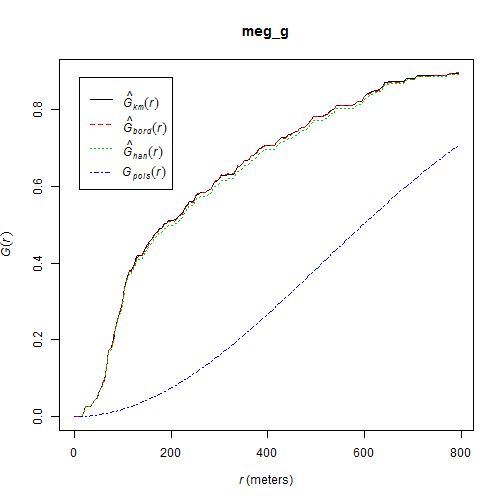 meg_g
Ĝkm(r)
Ĝbord(r)
Ĝhan(r)
Gpois(r)
G(r)
0.0 0.2 0.4 0.6 0.8
0 200 400 600 800
r (meters)